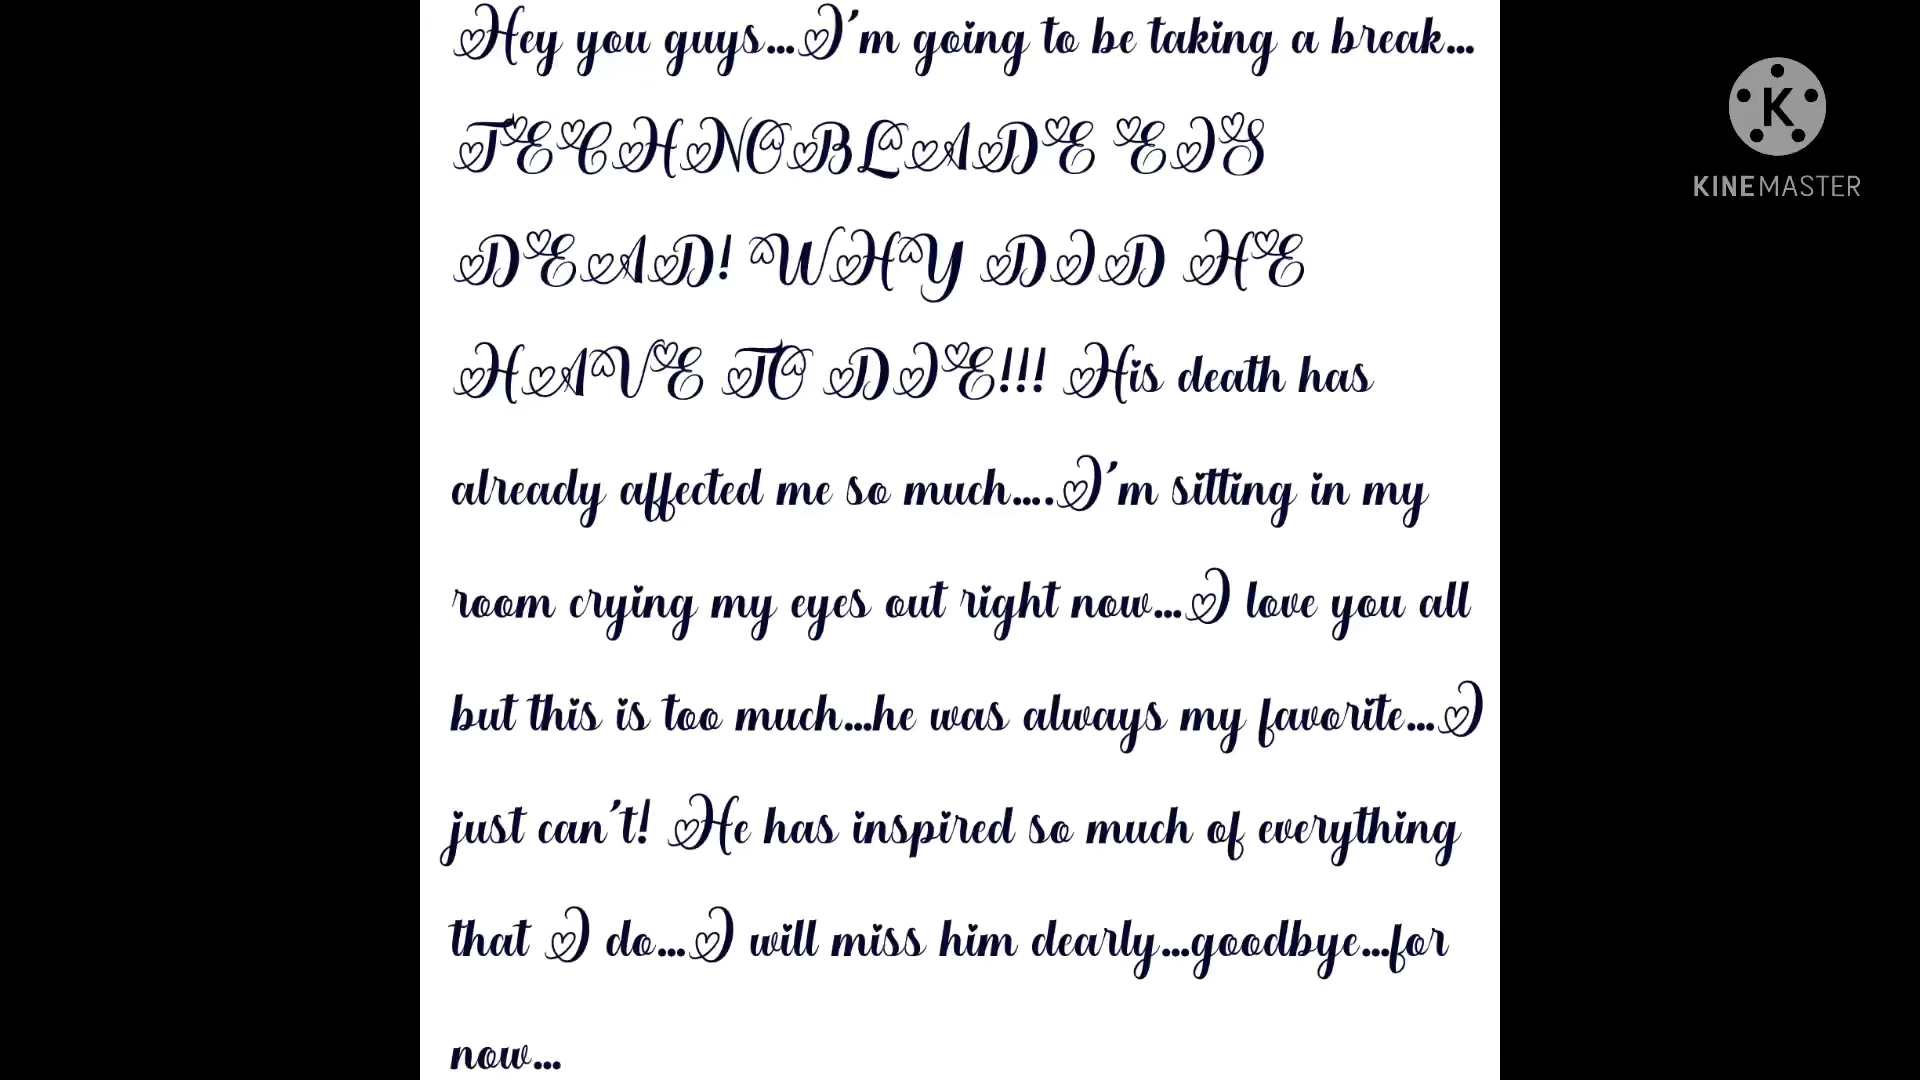 Hey you guys...I'm going to be taking a break...
TECHNOBLADE EIS
DEAD! WHY DID HE
HAVE TO DIE!!! His death has
already affected me so much....I'm sitting in my
room crying my eyes out right now...I love you all
but this is too much...he was always my favorite...I
just can't! He has inspired so much of everything
that I do...I will miss him dearly...goodbye...for
now...
K
KINEMASTER